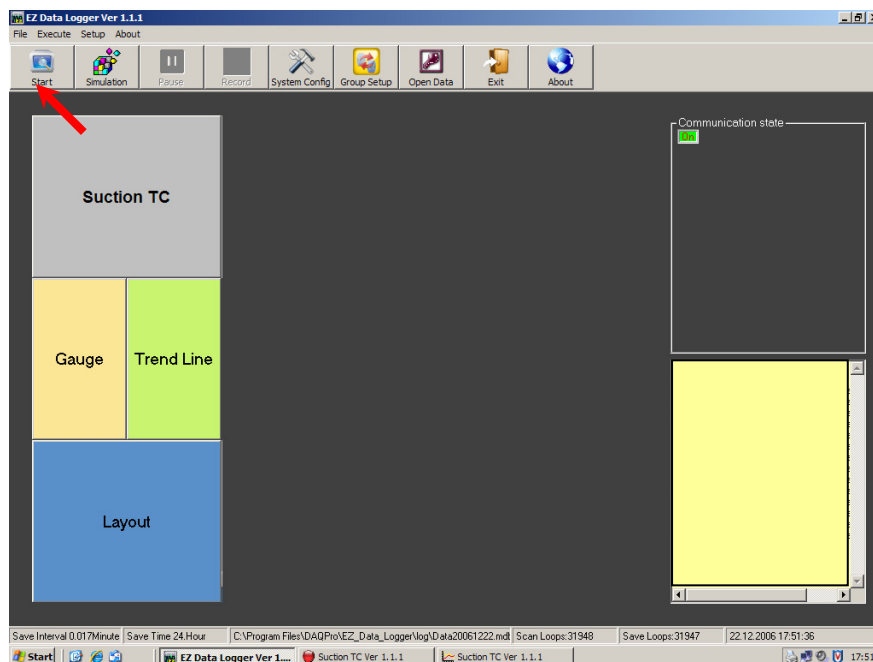 EZ Data Logger Ver 1.1.1
File Execute Setup About
Start Simulation Pause Record System Config Group Setup Open Data Exit About
Communication state
On
Suction TC
Gauge Trend Line
Layout
Save Interval 0.017Minute Save Time 24.Hour C:\Program Files\DAQPro\EZ_Data_Logger\log\Data20061222.mdb Scan Loops:31948 Save Loops:31947 22.12.2006 17:51:36
Start EZ Data Logger Ver 1.... Suction TC Ver 1.1.1 Suction TC Ver 1.1.1 17:51